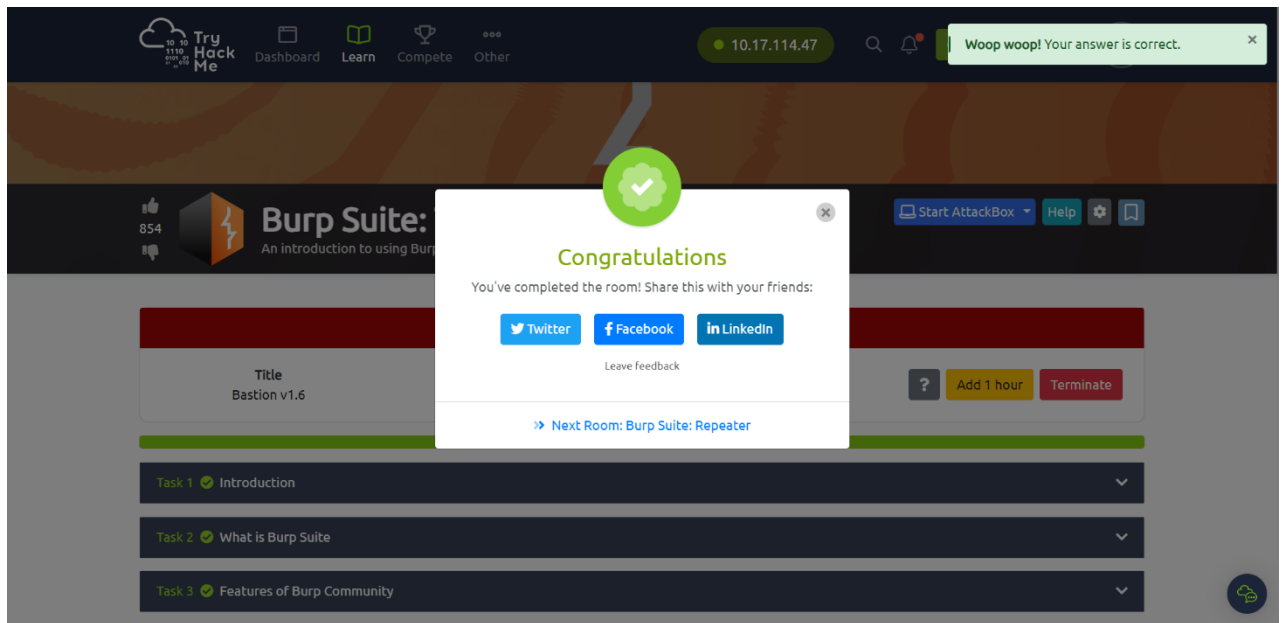 Try
Hack
Me
Dashboard
Learn
Compete
Other
10.17.114.47
Woop woop! Your answer is correct.
854
Burp Suite:
An introduction to using Burp
Start AttackBox
Help
Congratulations
You've completed the room! Share this with your friends:
Twitter
Facebook
LinkedIn
Leave feedback
Next Room: Burp Suite: Repeater
Title
Bastion v1.6
?
Add 1 hour
Terminate
Task 1 Introduction
Task 2 What is Burp Suite
Task 3 Features of Burp Community